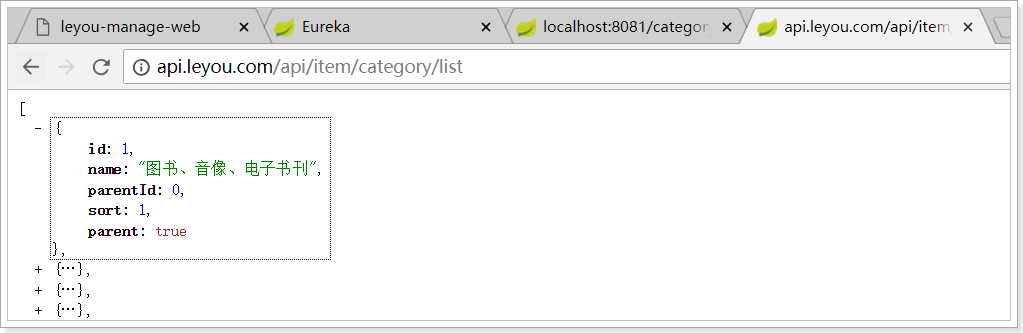 leyou-manage-web
Eureka
localhost:8081/category
api.leyou.com/api/item
api.leyou.com/api/item/category/list
[
- {
id: 1,
name: "图书、音像、电子书刊",
parentId: 0,
sort: 1,
parent: true
},
+ {…},
+ {…},
+ {…},